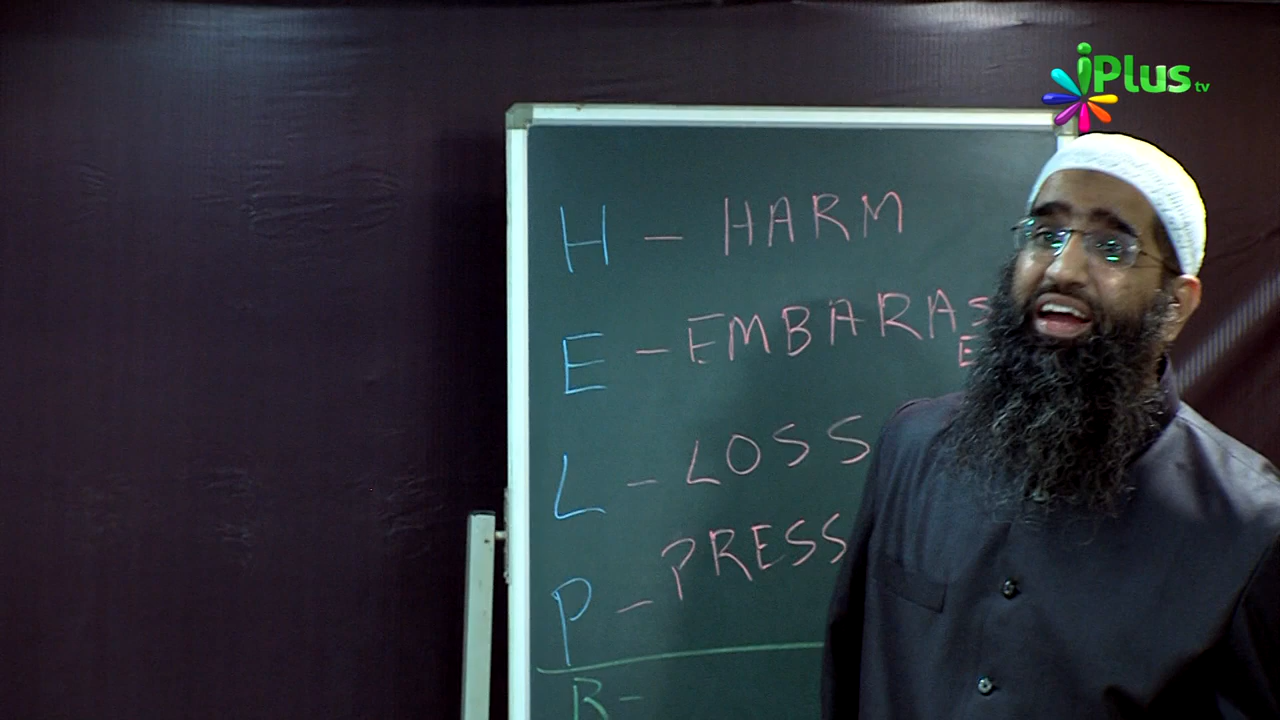 iPlus tv
H – HARM
E – EMBARAS
E
L – LOSS
P – PRESS
R –